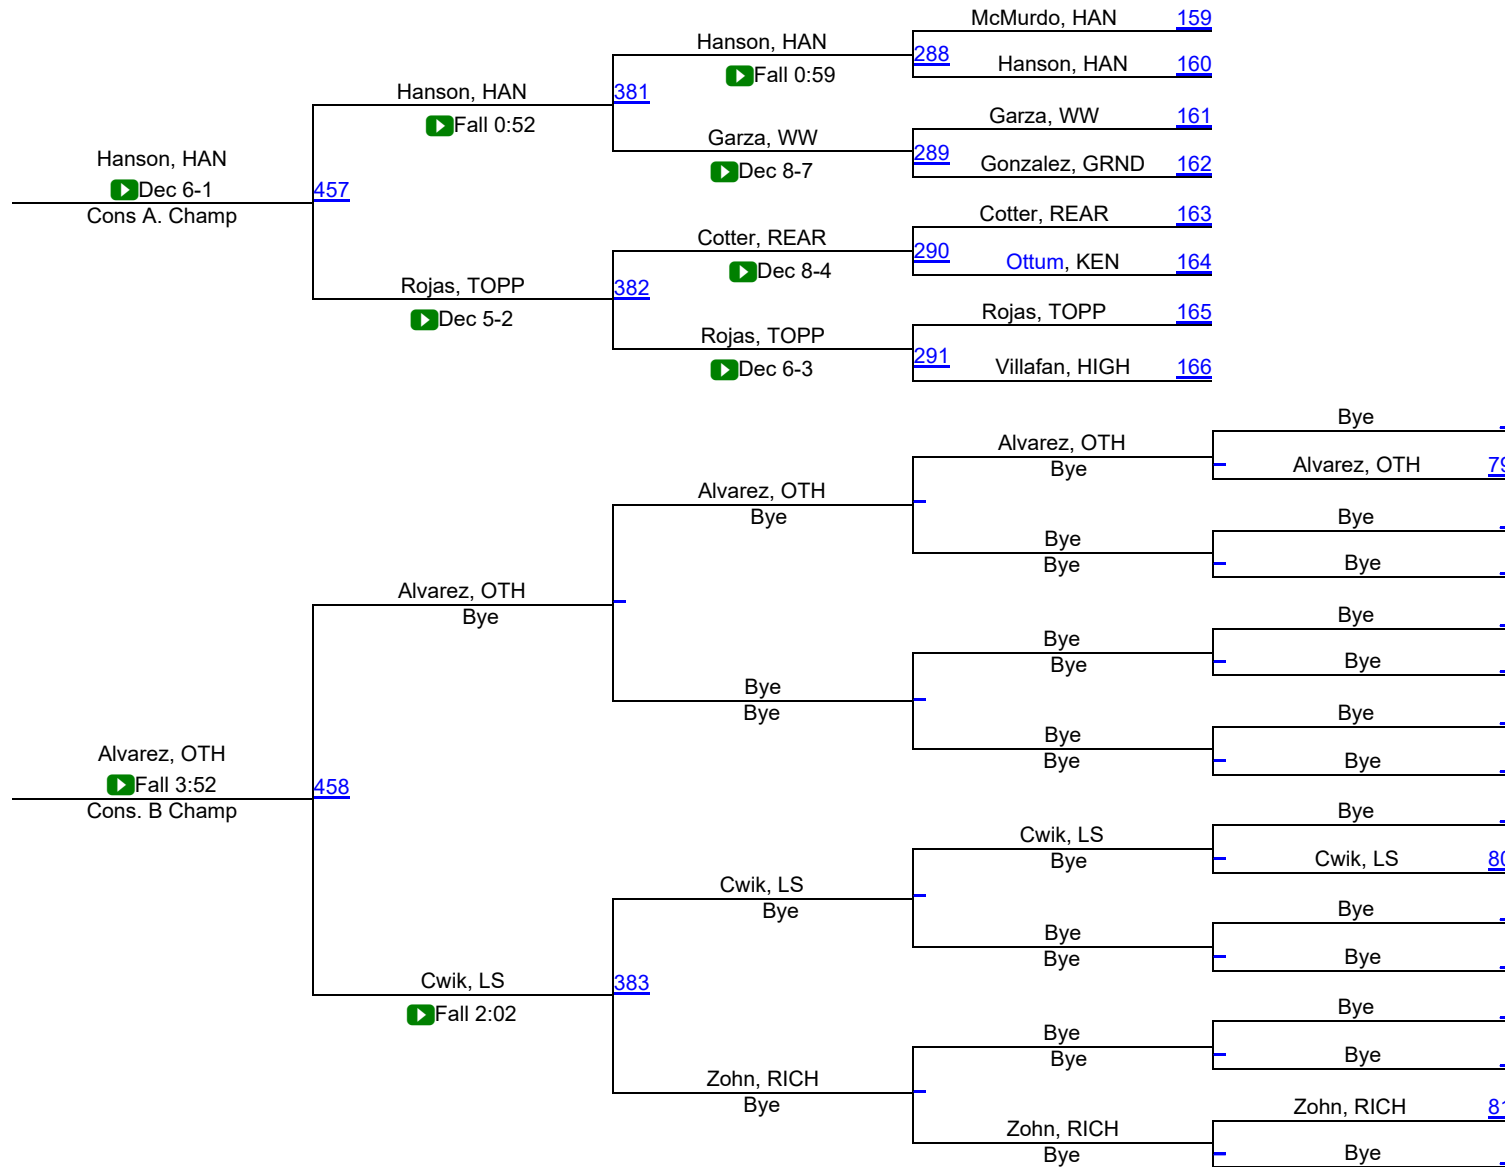 McMurdo, HAN 159
Hanson, HAN
288
Fall 0:59
Hanson, HAN 160
Hanson, HAN
381
Fall 0:52
Garza, WW 161
Garza, WW
289
Dec 8-7
Gonzalez, GRND 162
Hanson, HAN
457
Dec 6-1
Cons A. Champ
Cotter, REAR 163
Cotter, REAR
290
Dec 8-4
Ottum, KEN 164
Rojas, TOPP
382
Dec 5-2
Rojas, TOPP 165
Rojas, TOPP
291
Dec 6-3
Villafan, HIGH 166
Bye
Alvarez, OTH
Bye
Alvarez, OTH 79
Alvarez, OTH
Bye
Bye
Bye
Bye
Bye
Alvarez, OTH
Bye
Bye
Bye
Bye
Bye
Bye
Bye
Bye
Bye
Bye
Bye
Alvarez, OTH
458
Fall 3:52
Cons. B Champ
Bye
Cwik, LS
Bye
Cwik, LS 80
Cwik, LS
Bye
Bye
Bye
Bye
Bye
Cwik, LS
383
Fall 2:02
Bye
Bye
Bye
Bye
Zohn, RICH
Bye
Zohn, RICH 81
Zohn, RICH
Bye
Bye